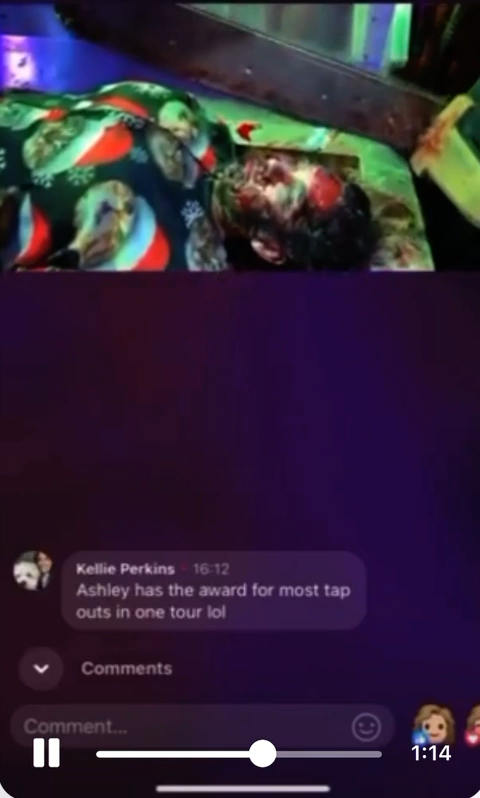 Kellie Perkins 16:12
Ashley has the award for most tap
outs in one tour lol
Comments
Comment...
1:14